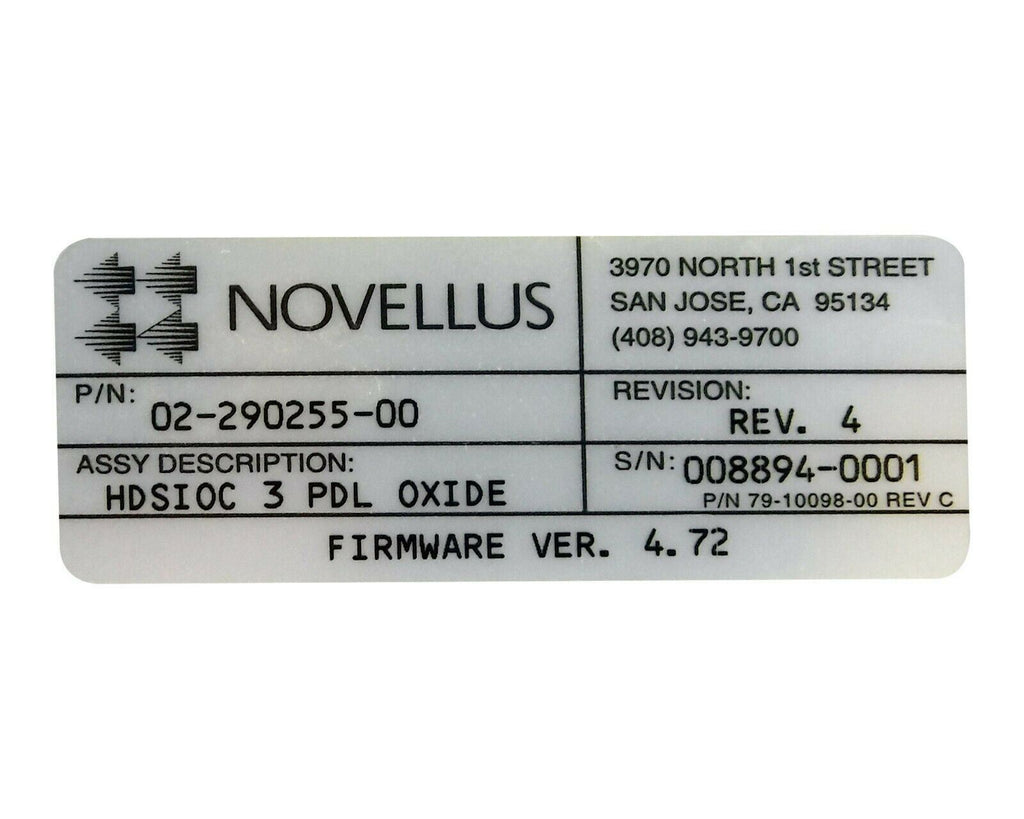 NOVELLUS
3970 NORTH 1st STREET
SAN JOSE, CA 95134
(408) 943-9700
P/N: 02-290255-00
REVISION:
REV. 4
ASSY DESCRIPTION:
HDSIOC 3 PDL OXIDE
S/N: 008894-0001
P/N 79-10098-00 REV C
FIRMWARE VER. 4.72